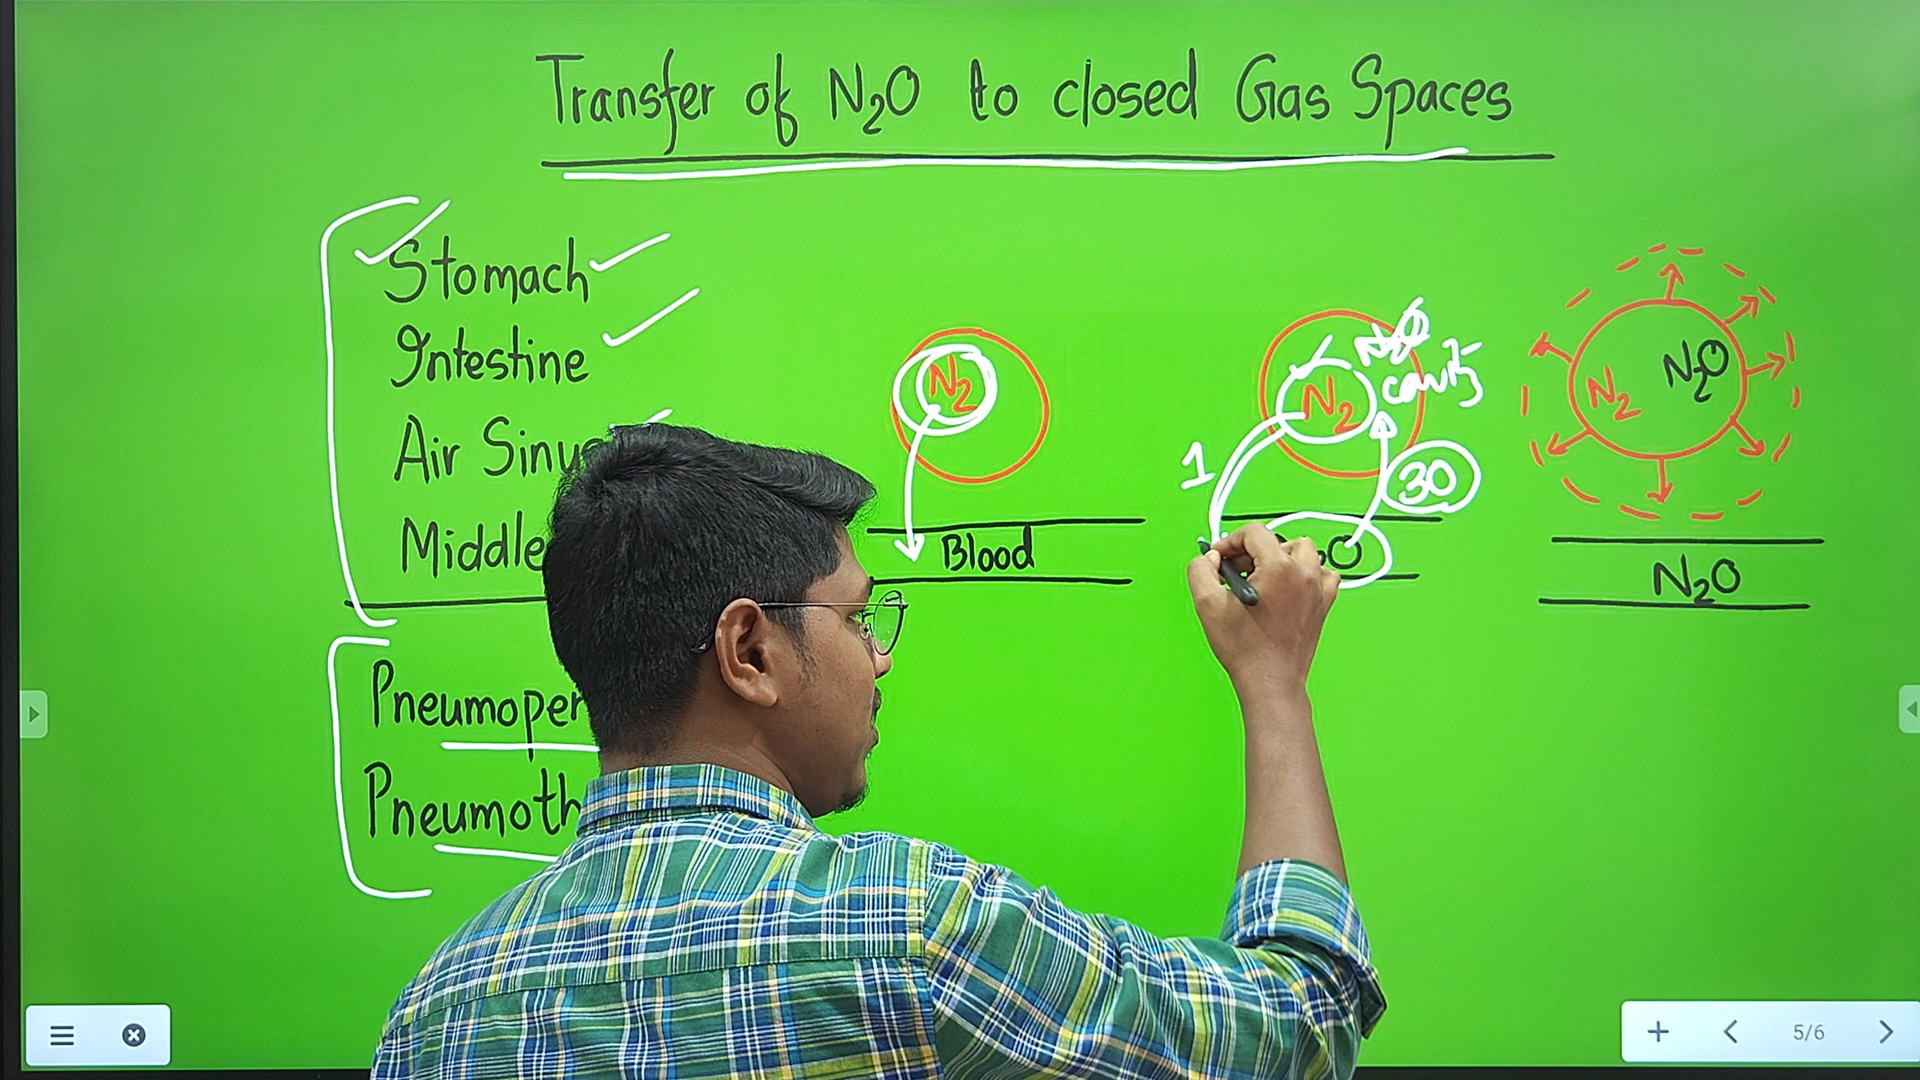 Transfer of N₂O to closed Gas Spaces
Stomach
Intestine
Air Sinu
Middle
Pneumoper
Pneumoth
N₂
Blood
N₂
N₂O
cavity
1
30
N₂ N₂O
N₂O
5/6